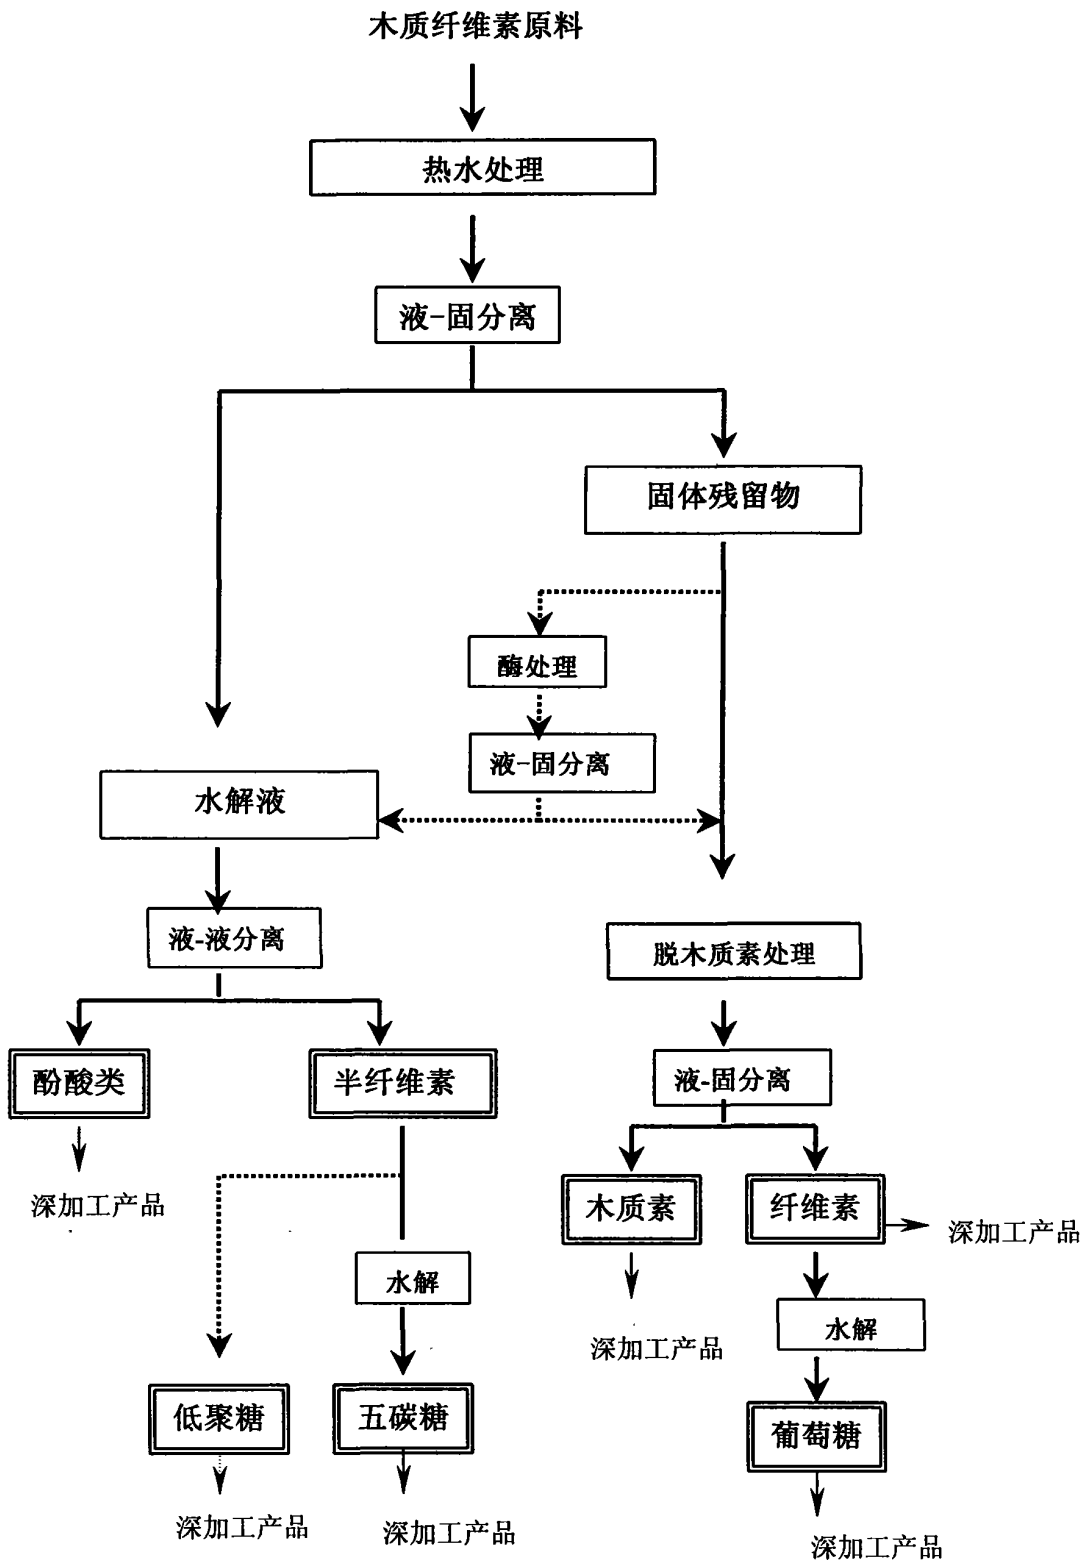 木质纤维素原料
热水处理
液-固分离
固体残留物
酶处理
液-固分离
水解液
液-液分离
脱木质素处理
酚酸类
半纤维素
液-固分离
深加工产品
木质素
纤维素
深加工产品
水解
水解
深加工产品
低聚糖
五碳糖
葡萄糖
深加工产品
深加工产品
深加工产品